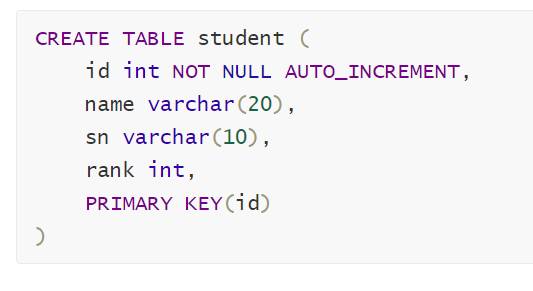 CREATE TABLE student (
    id int NOT NULL AUTO_INCREMENT,
    name varchar(20),
    sn varchar(10),
    rank int,
    PRIMARY KEY(id)
)